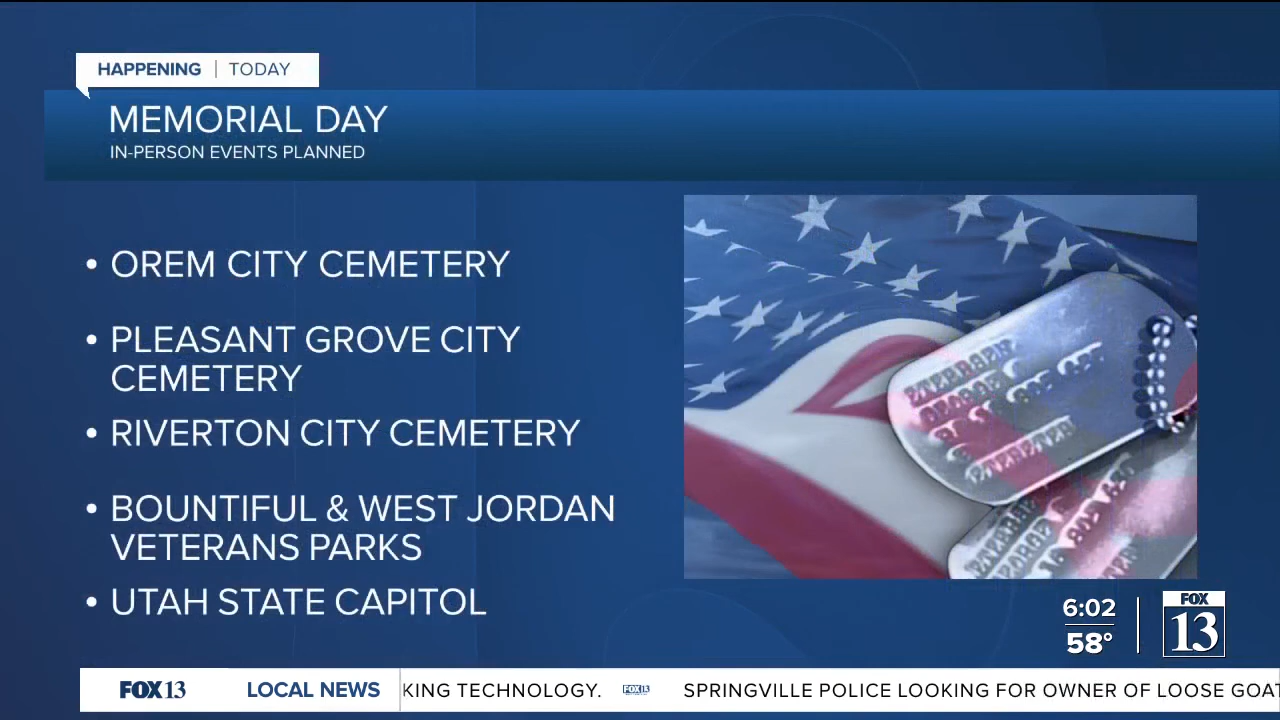 HAPPENING | TODAY
MEMORIAL DAY
IN-PERSON EVENTS PLANNED
• OREM CITY CEMETERY
• PLEASANT GROVE CITY
CEMETERY
• RIVERTON CITY CEMETERY
• BOUNTIFUL & WEST JORDAN
VETERANS PARKS
• UTAH STATE CAPITOL
6:02
58°
FOX
13
FOX 13
LOCAL NEWS
KING TECHNOLOGY.
SPRINGVILLE POLICE LOOKING FOR OWNER OF LOOSE GOAT